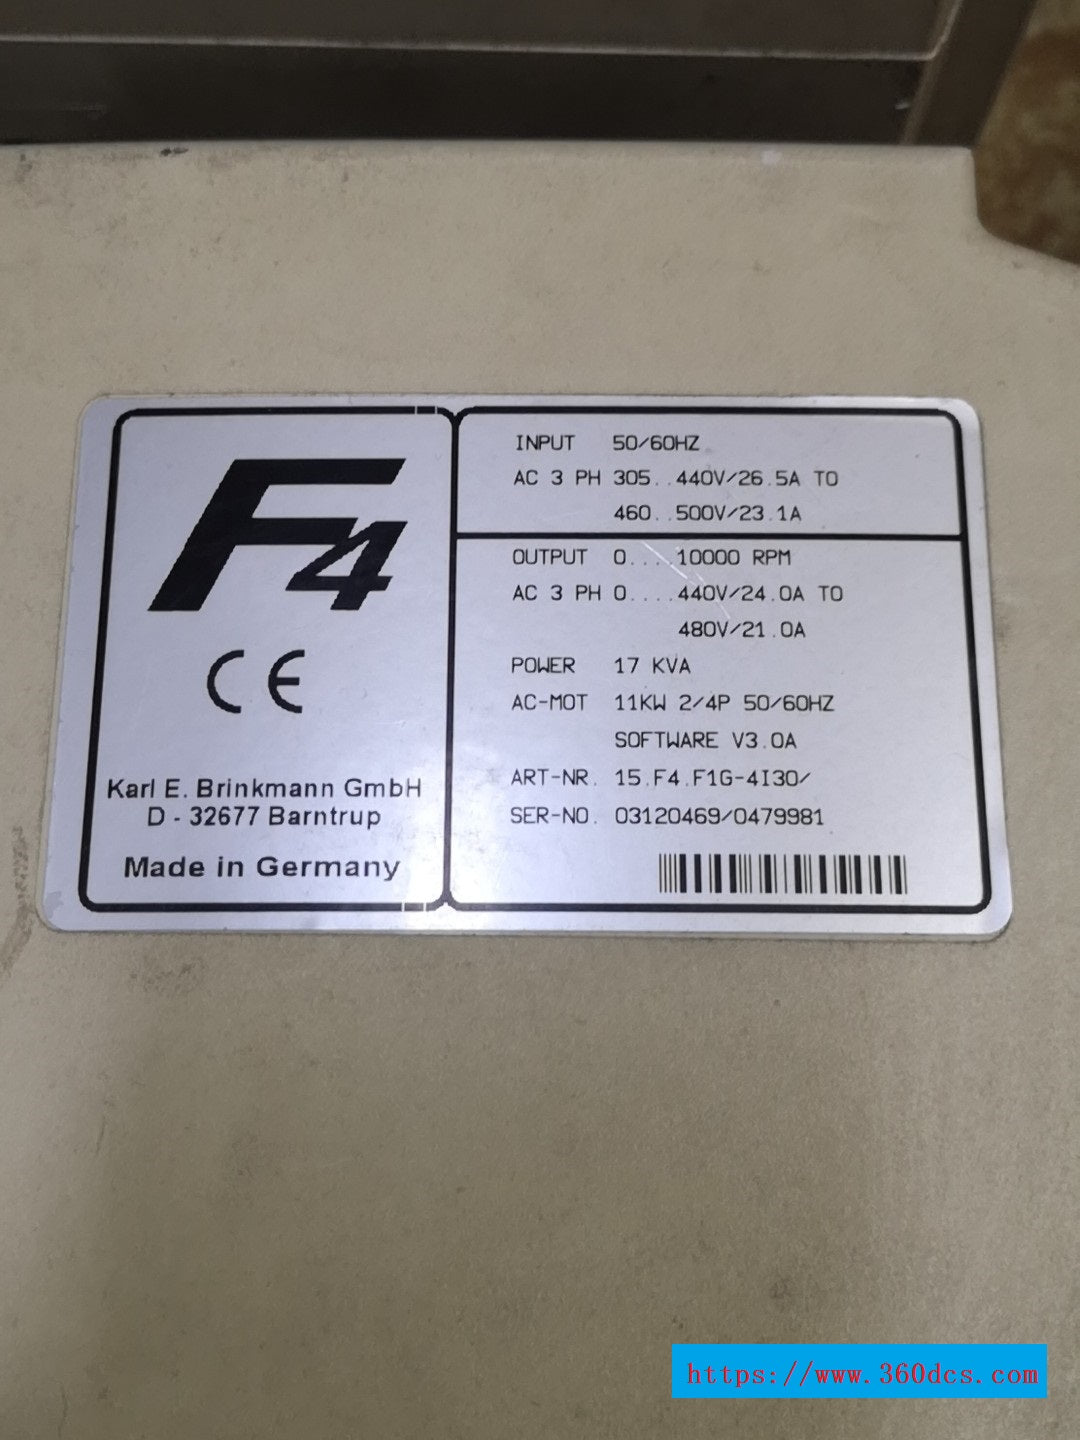 F4
CE
Karl E. Brinkmann GmbH
D - 32677 Barntrup
Made in Germany
INPUT 50/60HZ
AC 3 PH 305..440V/26.5A TO
460..500V/23.1A
OUTPUT 0....10000 RPM
AC 3 PH 0....440V/24.0A TO
480V/21.0A
POWER 17 KVA
AC-MOT 11KW 2/4P 50/60HZ
SOFTWARE V3.0A
ART-NR. 15.F4.F1G-4I30/
SER-NO. 03120469/0479981
https://www.360dcs.com